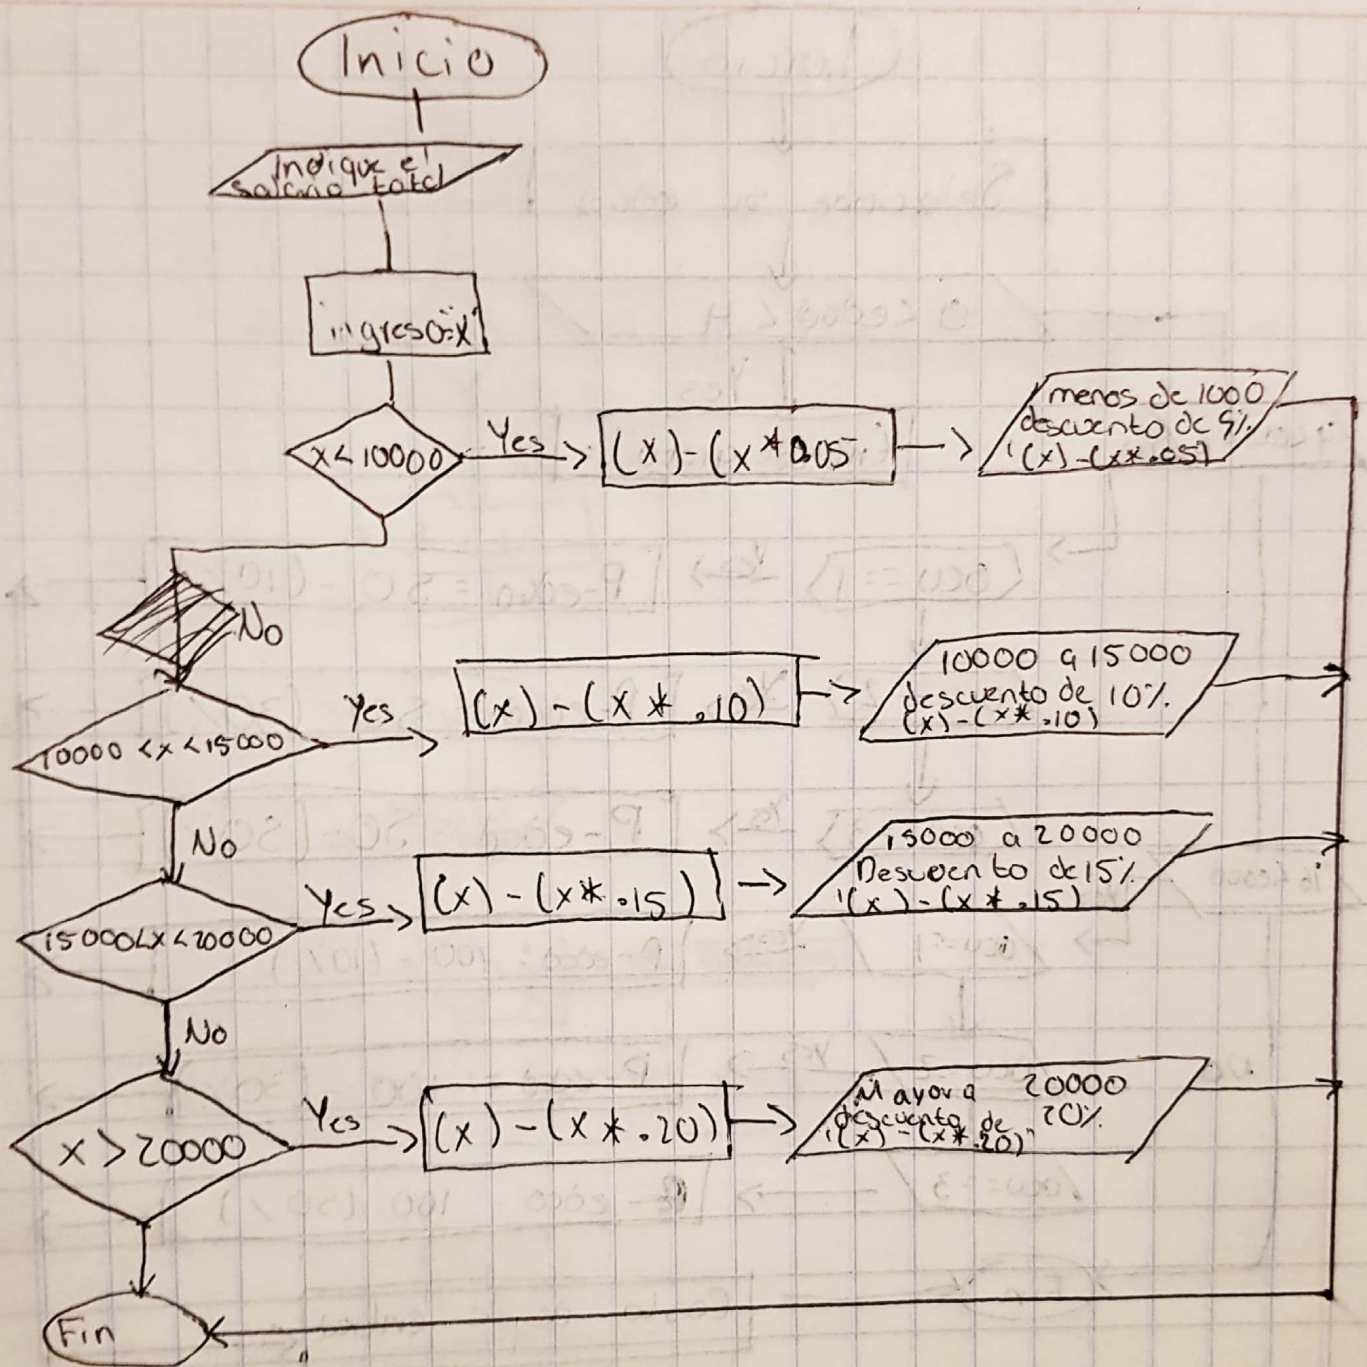 Inicio
Indique el
salario total
ingreso="x"
x < 10000
Yes
(x)-(x*0.05
menos de 1000
descuento de 5%
'(x)-(x*.05)
No
10000 <x <15000
Yes
(x) - (x * .10)
10000 a 15000
descuento de 10%
(x)-(x*.10)
No
15000<x<20000
Yes
(x) - (x*.15)
15000 a 20000
Descuento de 15%
'(x) - (x*.15)
No
x > 20000
Yes
(x) - (x *.20)
Mayor a 20000
descuento de 20%
'(x) - (x*.20)"
Fin